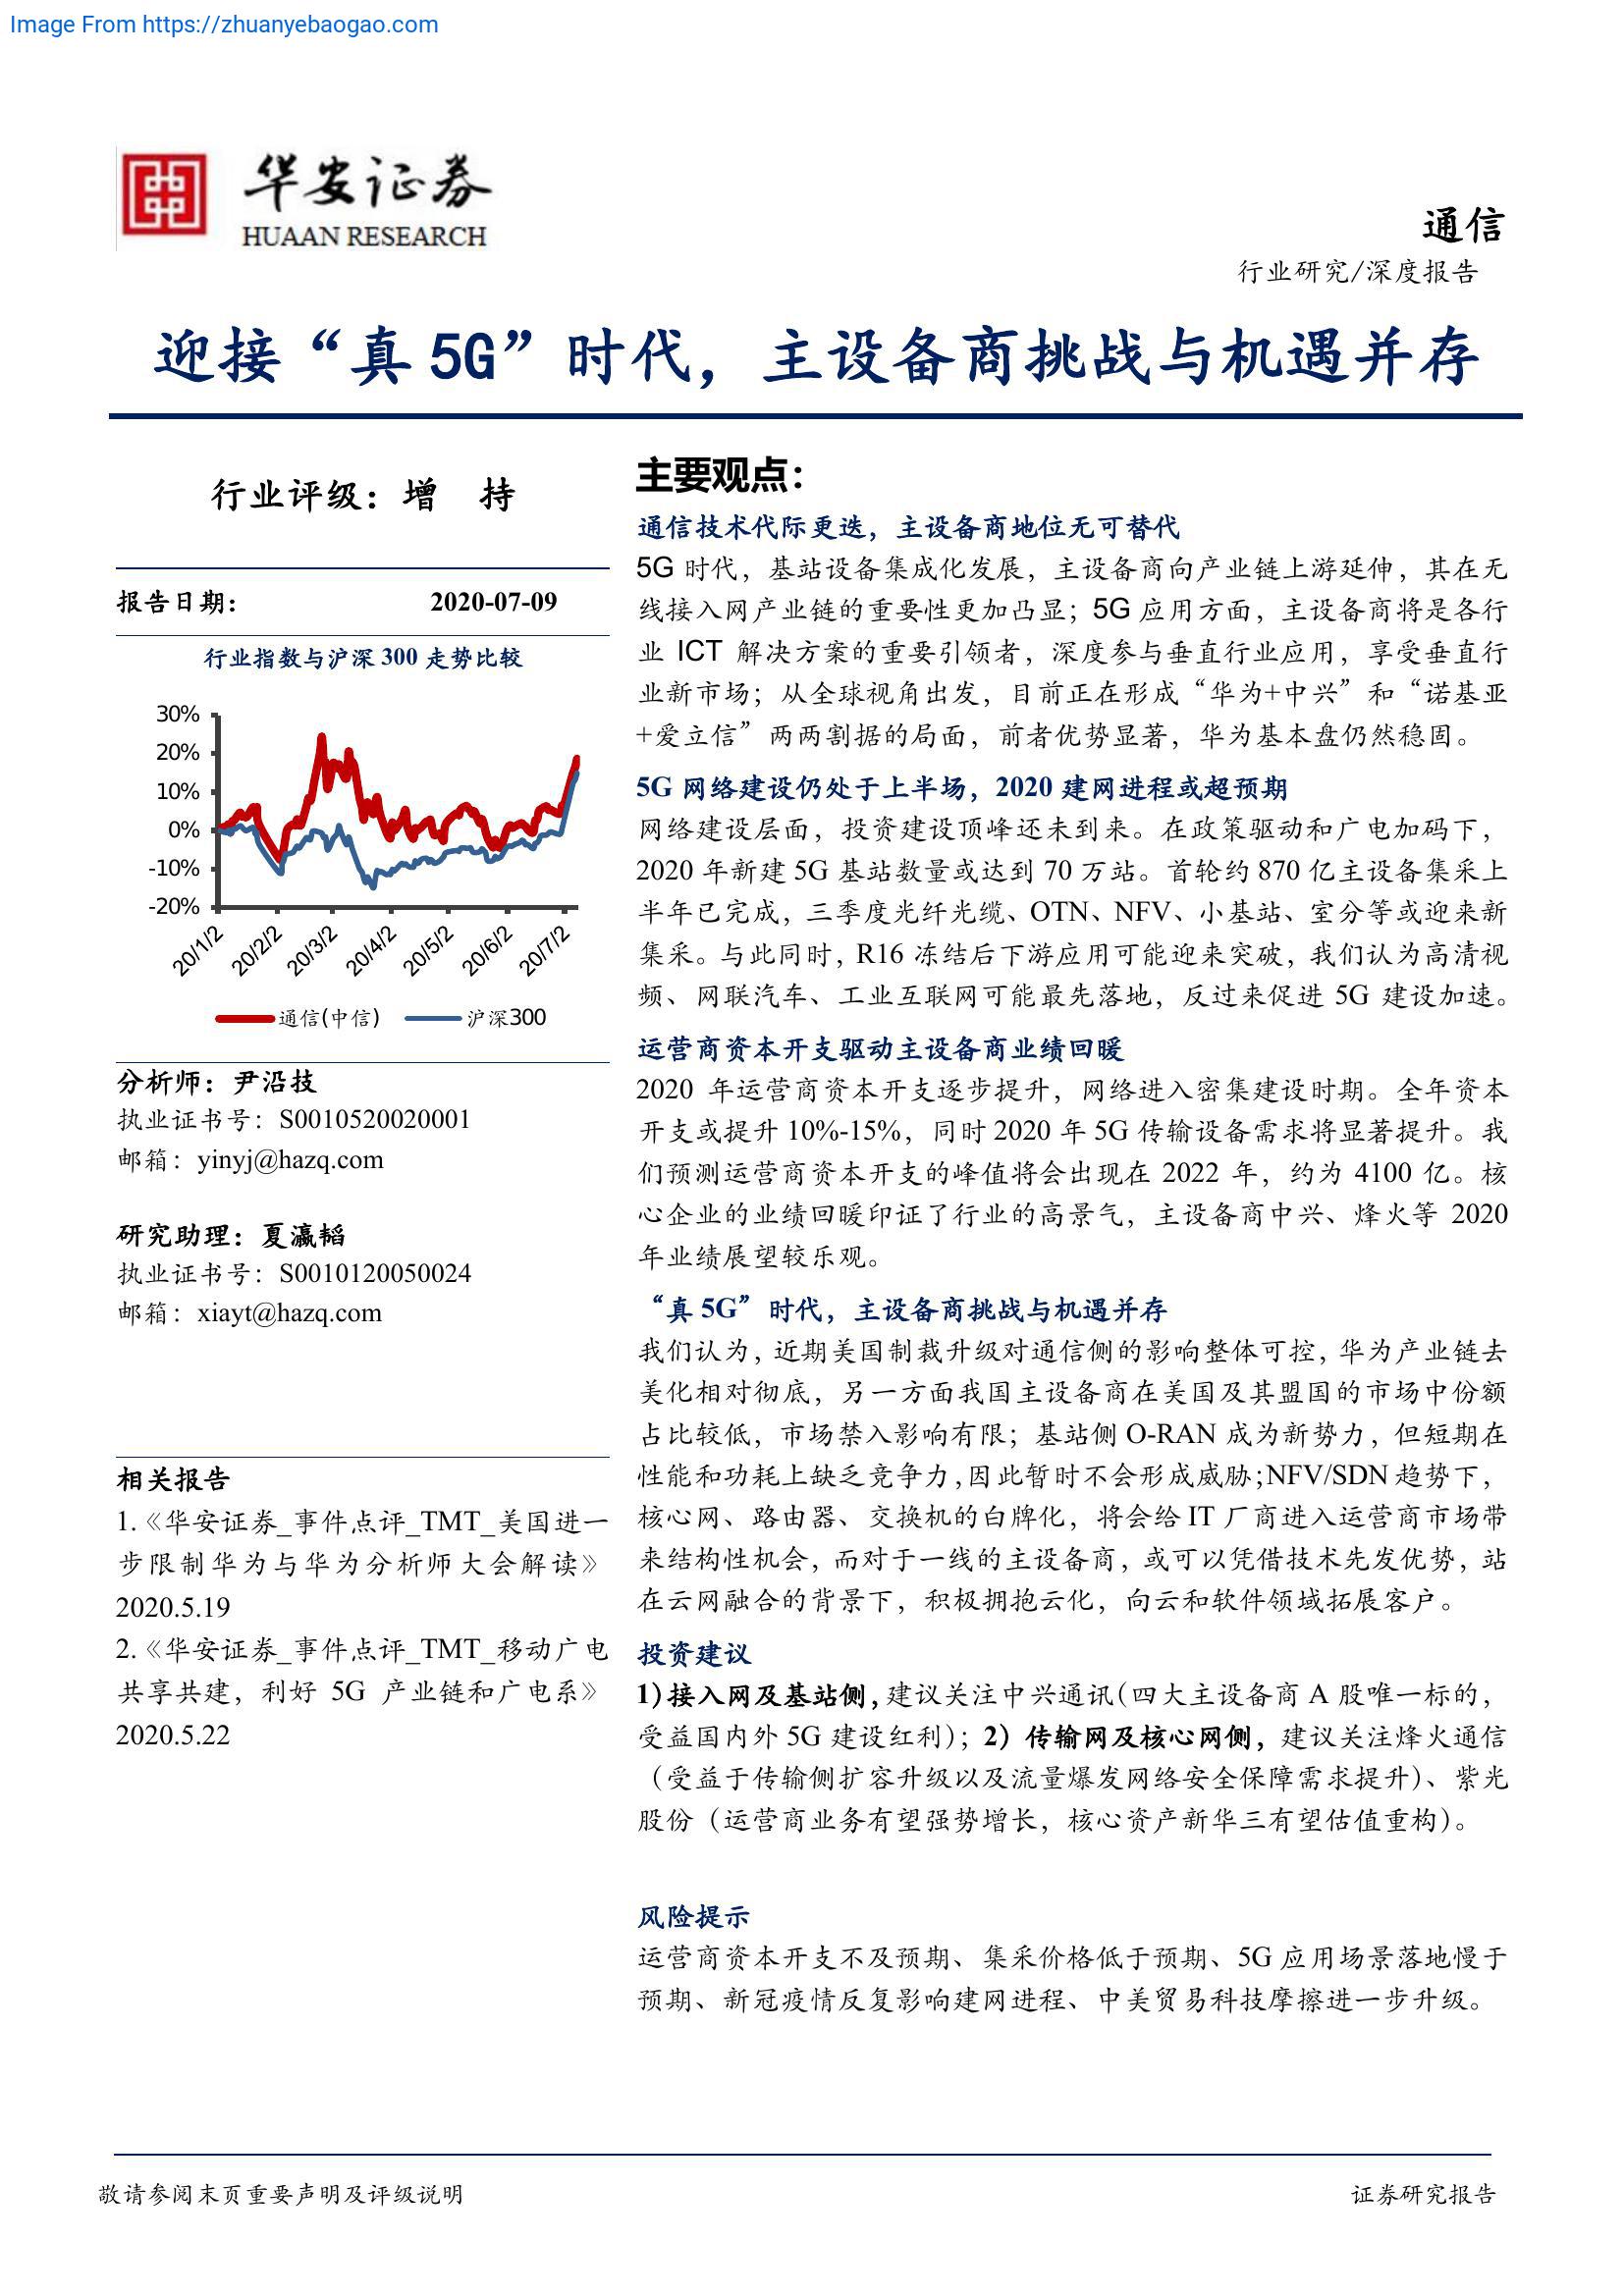 Image From https://zhuanyebaogao.com
华安证券
HUAAN RESEARCH
通信
行业研究/深度报告
迎接“真 5G”时代，主设备商挑战与机遇并存
行业评级：增 持
报告日期： 2020-07-09
行业指数与沪深 300 走势比较
30%
20%
10%
0%
-10%
-20%
20/1/2
20/2/2
20/3/2
20/4/2
20/5/2
20/6/2
20/7/2
通信(中信)
沪深300
分析师：尹沿技
执业证书号：S0010520020001
邮箱：yinyj@hazq.com
研究助理：夏瀛韬
执业证书号：S0010120050024
邮箱：xiayt@hazq.com
相关报告
1.《华安证券_事件点评_TMT_美国进一
步限制华为与华为分析师大会解读》
2020.5.19
2.《华安证券_事件点评_TMT_移动广电
共享共建，利好 5G 产业链和广电系》
2020.5.22
主要观点：
通信技术代际更迭，主设备商地位无可替代
5G 时代，基站设备集成化发展，主设备商向产业链上游延伸，其在无
线接入网产业链的重要性更加凸显；5G 应用方面，主设备商将是各行
业 ICT 解决方案的重要引领者，深度参与垂直行业应用，享受垂直行
业新市场；从全球视角出发，目前正在形成“华为+中兴”和“诺基亚
+爱立信”两两割据的局面，前者优势显著，华为基本盘仍然稳固。
5G 网络建设仍处于上半场，2020 建网进程或超预期
网络建设层面，投资建设顶峰还未到来。在政策驱动和广电加码下，
2020 年新建 5G 基站数量或达到 70 万站。首轮约 870 亿主设备集采上
半年已完成，三季度光纤光缆、OTN、NFV、小基站、室分等或迎来新
集采。与此同时，R16 冻结后下游应用可能迎来突破，我们认为高清视
频、网联汽车、工业互联网可能最先落地，反过来促进 5G 建设加速。
运营商资本开支驱动主设备商业绩回暖
2020 年运营商资本开支逐步提升，网络进入密集建设时期。全年资本
开支或提升 10%-15%，同时 2020 年 5G 传输设备需求将显著提升。我
们预测运营商资本开支的峰值将会出现在 2022 年，约为 4100 亿。核
心企业的业绩回暖印证了行业的高景气，主设备商中兴、烽火等 2020
年业绩展望较乐观。
“真 5G”时代，主设备商挑战与机遇并存
我们认为，近期美国制裁升级对通信侧的影响整体可控，华为产业链去
美化相对彻底，另一方面我国主设备商在美国及其盟国的市场中份额
占比较低，市场禁入影响有限；基站侧 O-RAN 成为新势力，但短期在
性能和功耗上缺乏竞争力,因此暂时不会形成威胁;NFV/SDN 趋势下，
核心网、路由器、交换机的白牌化，将会给 IT 厂商进入运营商市场带
来结构性机会，而对于一线的主设备商，或可以凭借技术先发优势，站
在云网融合的背景下，积极拥抱云化，向云和软件领域拓展客户。
投资建议
1)接入网及基站侧，建议关注中兴通讯（四大主设备商 A 股唯一标的，
受益国内外 5G 建设红利）；2）传输网及核心网侧，建议关注烽火通信
（受益于传输侧扩容升级以及流量爆发网络安全保障需求提升）、紫光
股份（运营商业务有望强势增长，核心资产新华三有望估值重构）。
风险提示
运营商资本开支不及预期、集采价格低于预期、5G 应用场景落地慢于
预期、新冠疫情反复影响建网进程、中美贸易科技摩擦进一步升级。
敬请参阅末页重要声明及评级说明
证券研究报告